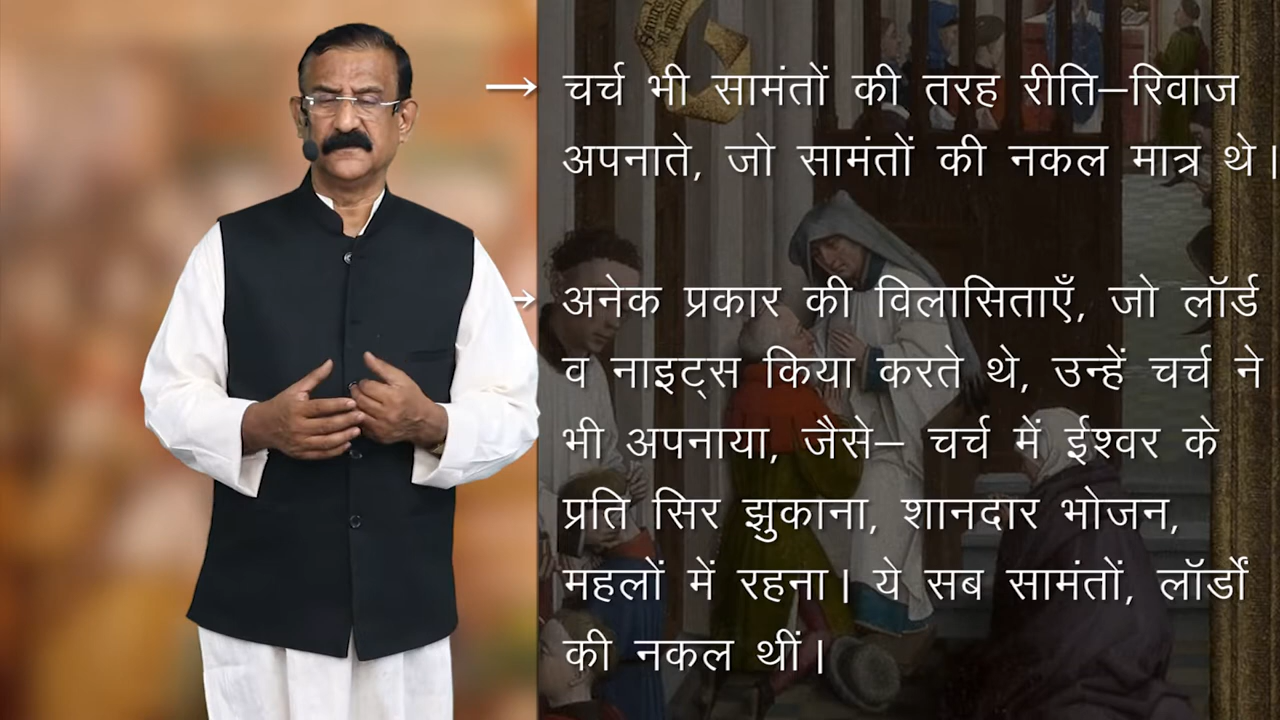 → चर्च भी सामंतों की तरह रीति–रिवाज
अपनाते, जो सामंतों की नकल मात्र थे।
→ अनेक प्रकार की विलासिताएँ, जो लॉर्ड
व नाइट्स किया करते थे, उन्हें चर्च ने
भी अपनाया, जैसे– चर्च में ईश्वर के
प्रति सिर झुकाना, शानदार भोजन,
महलों में रहना। ये सब सामंतों, लॉर्डों
की नकल थीं।